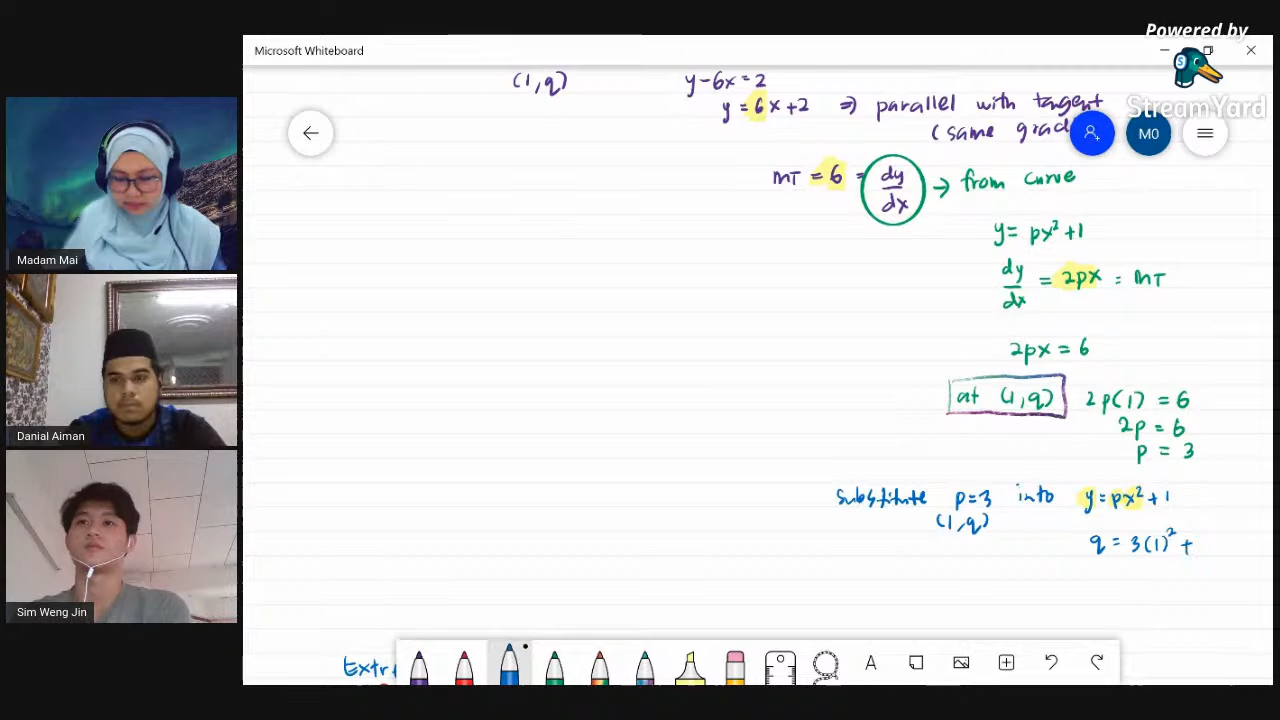 Powered by
StreamYard
Microsoft Whiteboard
(1,q) y-6x=2
y = 6x+2 ⇒ parallel with tangent
(same grad
M0
mT = 6 = dy/dx → from curve
y = px²+1
dy/dx = 2px = mT
2px = 6
at (1,q) 2p(1) = 6
2p = 6
p = 3
Substitute p=3 into y=px²+1
(1,q)
q = 3(1)² +
Extr
A
Madam Mai
Danial Aiman
Sim Weng Jin